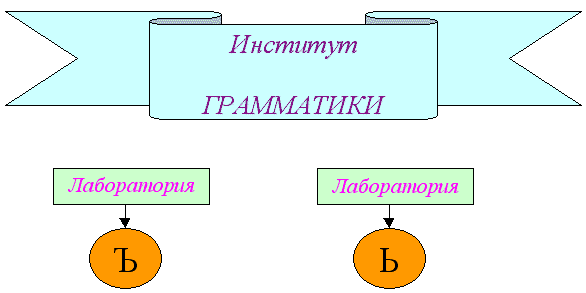 Институт
ГРАММАТИКИ
Лаборатория
Лаборатория
Ъ
Ь